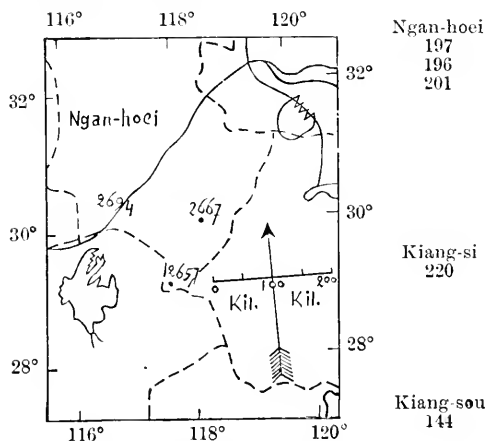 116° 118° 120°
Ngan-hoei
197
196
201
32° 32°
Ngan-hoei
2694
2667
30° 30°
Kiang-si
220
2657
0 100 200
Kil. Kil.
28° 28°
Kiang-sou
144
116° 118° 120°